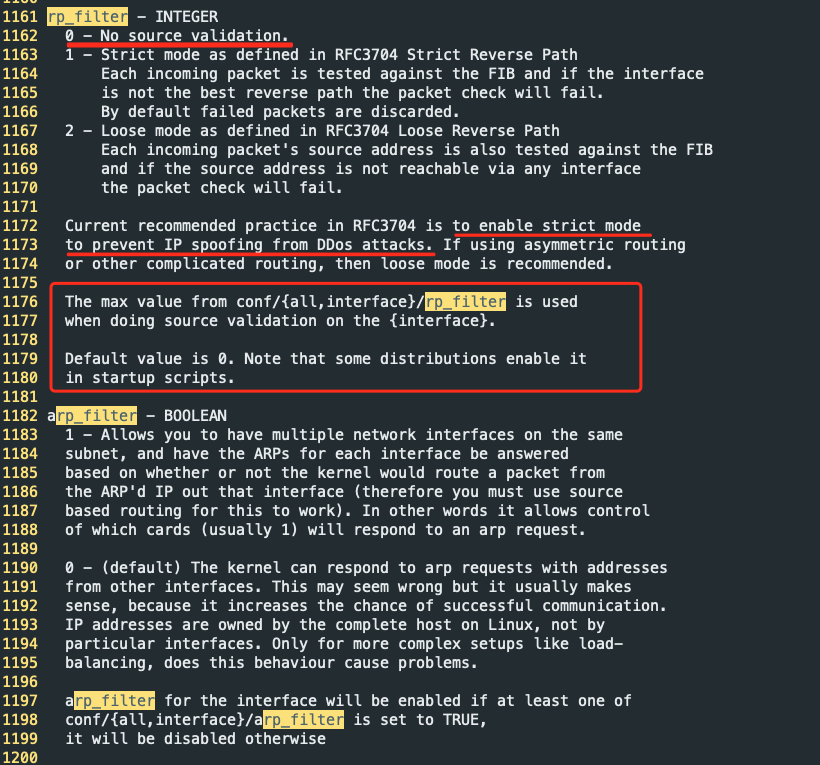 1161 rp_filter – INTEGER
1162 0 – No source validation.
1163 1 – Strict mode as defined in RFC3704 Strict Reverse Path
1164 Each incoming packet is tested against the FIB and if the interface
1165 is not the best reverse path the packet check will fail.
1166 By default failed packets are discarded.
1167 2 – Loose mode as defined in RFC3704 Loose Reverse Path
1168 Each incoming packet's source address is also tested against the FIB
1169 and if the source address is not reachable via any interface
1170 the packet check will fail.
1171
1172 Current recommended practice in RFC3704 is to enable strict mode
1173 to prevent IP spoofing from DDos attacks. If using asymmetric routing
1174 or other complicated routing, then loose mode is recommended.
1175
1176 The max value from conf/{all,interface}/rp_filter is used
1177 when doing source validation on the {interface}.
1178
1179 Default value is 0. Note that some distributions enable it
1180 in startup scripts.
1181
1182 arp_filter – BOOLEAN
1183 1 – Allows you to have multiple network interfaces on the same
1184 subnet, and have the ARPs for each interface be answered
1185 based on whether or not the kernel would route a packet from
1186 the ARP'd IP out that interface (therefore you must use source
1187 based routing for this to work). In other words it allows control
1188 of which cards (usually 1) will respond to an arp request.
1189
1190 0 – (default) The kernel can respond to arp requests with addresses
1191 from other interfaces. This may seem wrong but it usually makes
1192 sense, because it increases the chance of successful communication.
1193 IP addresses are owned by the complete host on Linux, not by
1194 particular interfaces. Only for more complex setups like load-
1195 balancing, does this behaviour cause problems.
1196
1197 arp_filter for the interface will be enabled if at least one of
1198 conf/{all,interface}/arp_filter is set to TRUE,
1199 it will be disabled otherwise
1200